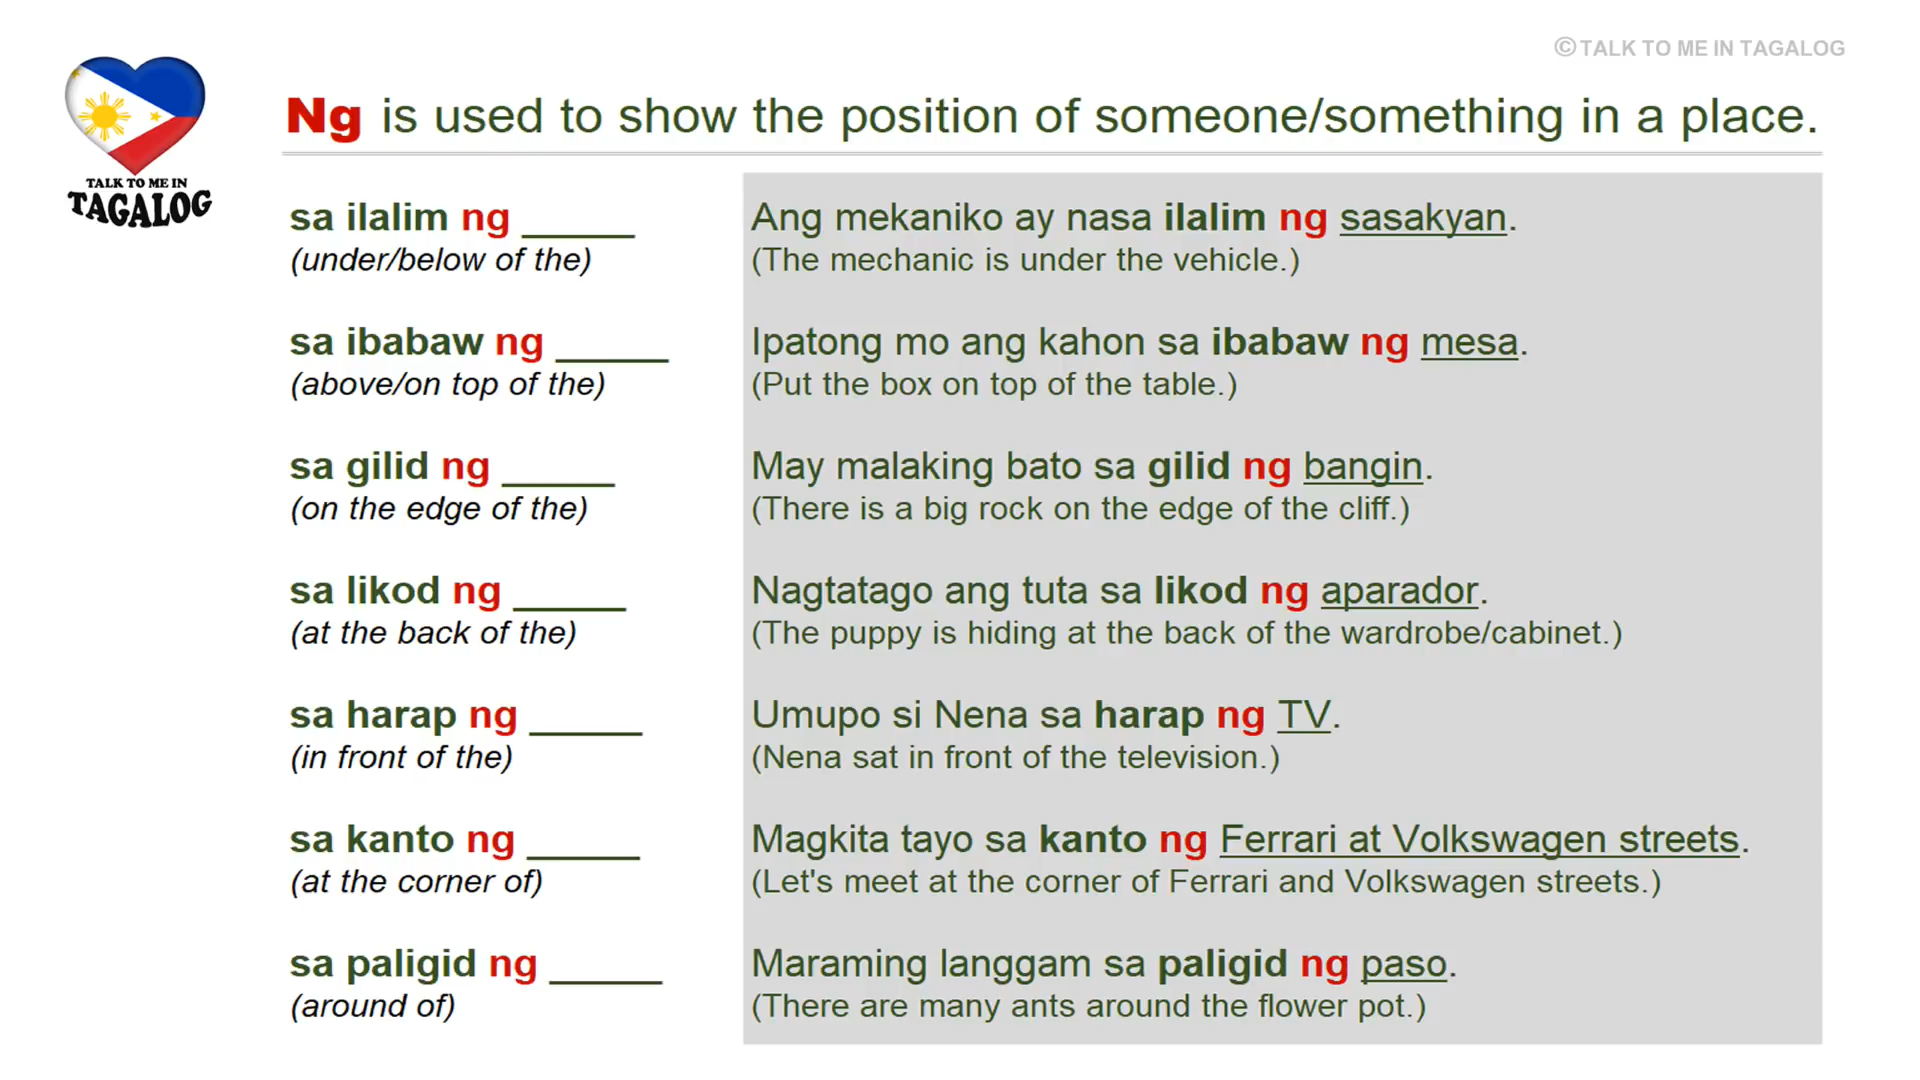 ©TALK TO ME IN TAGALOG
TALK TO ME IN
TAGALOG
Ng is used to show the position of someone/something in a place.
sa ilalim ng _____
(under/below of the)
Ang mekaniko ay nasa ilalim ng sasakyan.
(The mechanic is under the vehicle.)
sa ibabaw ng _____
(above/on top of the)
Ipatong mo ang kahon sa ibabaw ng mesa.
(Put the box on top of the table.)
sa gilid ng _____
(on the edge of the)
May malaking bato sa gilid ng bangin.
(There is a big rock on the edge of the cliff.)
sa likod ng _____
(at the back of the)
Nagtatago ang tuta sa likod ng aparador.
(The puppy is hiding at the back of the wardrobe/cabinet.)
sa harap ng _____
(in front of the)
Umupo si Nena sa harap ng TV.
(Nena sat in front of the television.)
sa kanto ng _____
(at the corner of)
Magkita tayo sa kanto ng Ferrari at Volkswagen streets.
(Let's meet at the corner of Ferrari and Volkswagen streets.)
sa paligid ng _____
(around of)
Maraming langgam sa paligid ng paso.
(There are many ants around the flower pot.)